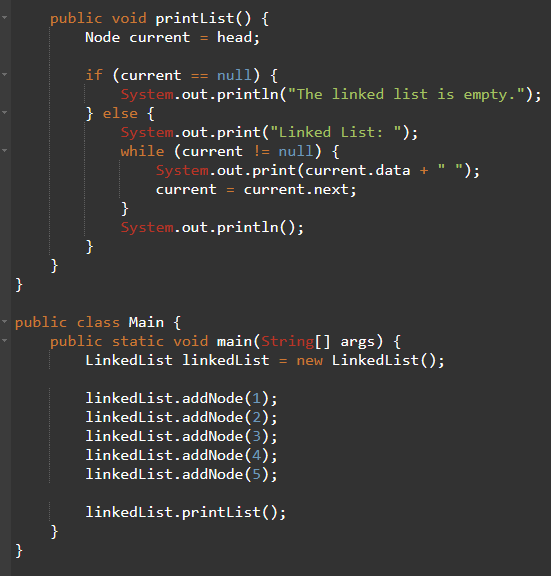 public void printList() {
        Node current = head;

        if (current == null) {
            System.out.println("The linked list is empty.");
        } else {
            System.out.print("Linked List: ");
            while (current != null) {
                System.out.print(current.data + " ");
                current = current.next;
            }
            System.out.println();
        }
    }
}

public class Main {
    public static void main(String[] args) {
        LinkedList linkedList = new LinkedList();

        linkedList.addNode(1);
        linkedList.addNode(2);
        linkedList.addNode(3);
        linkedList.addNode(4);
        linkedList.addNode(5);

        linkedList.printList();
    }
}